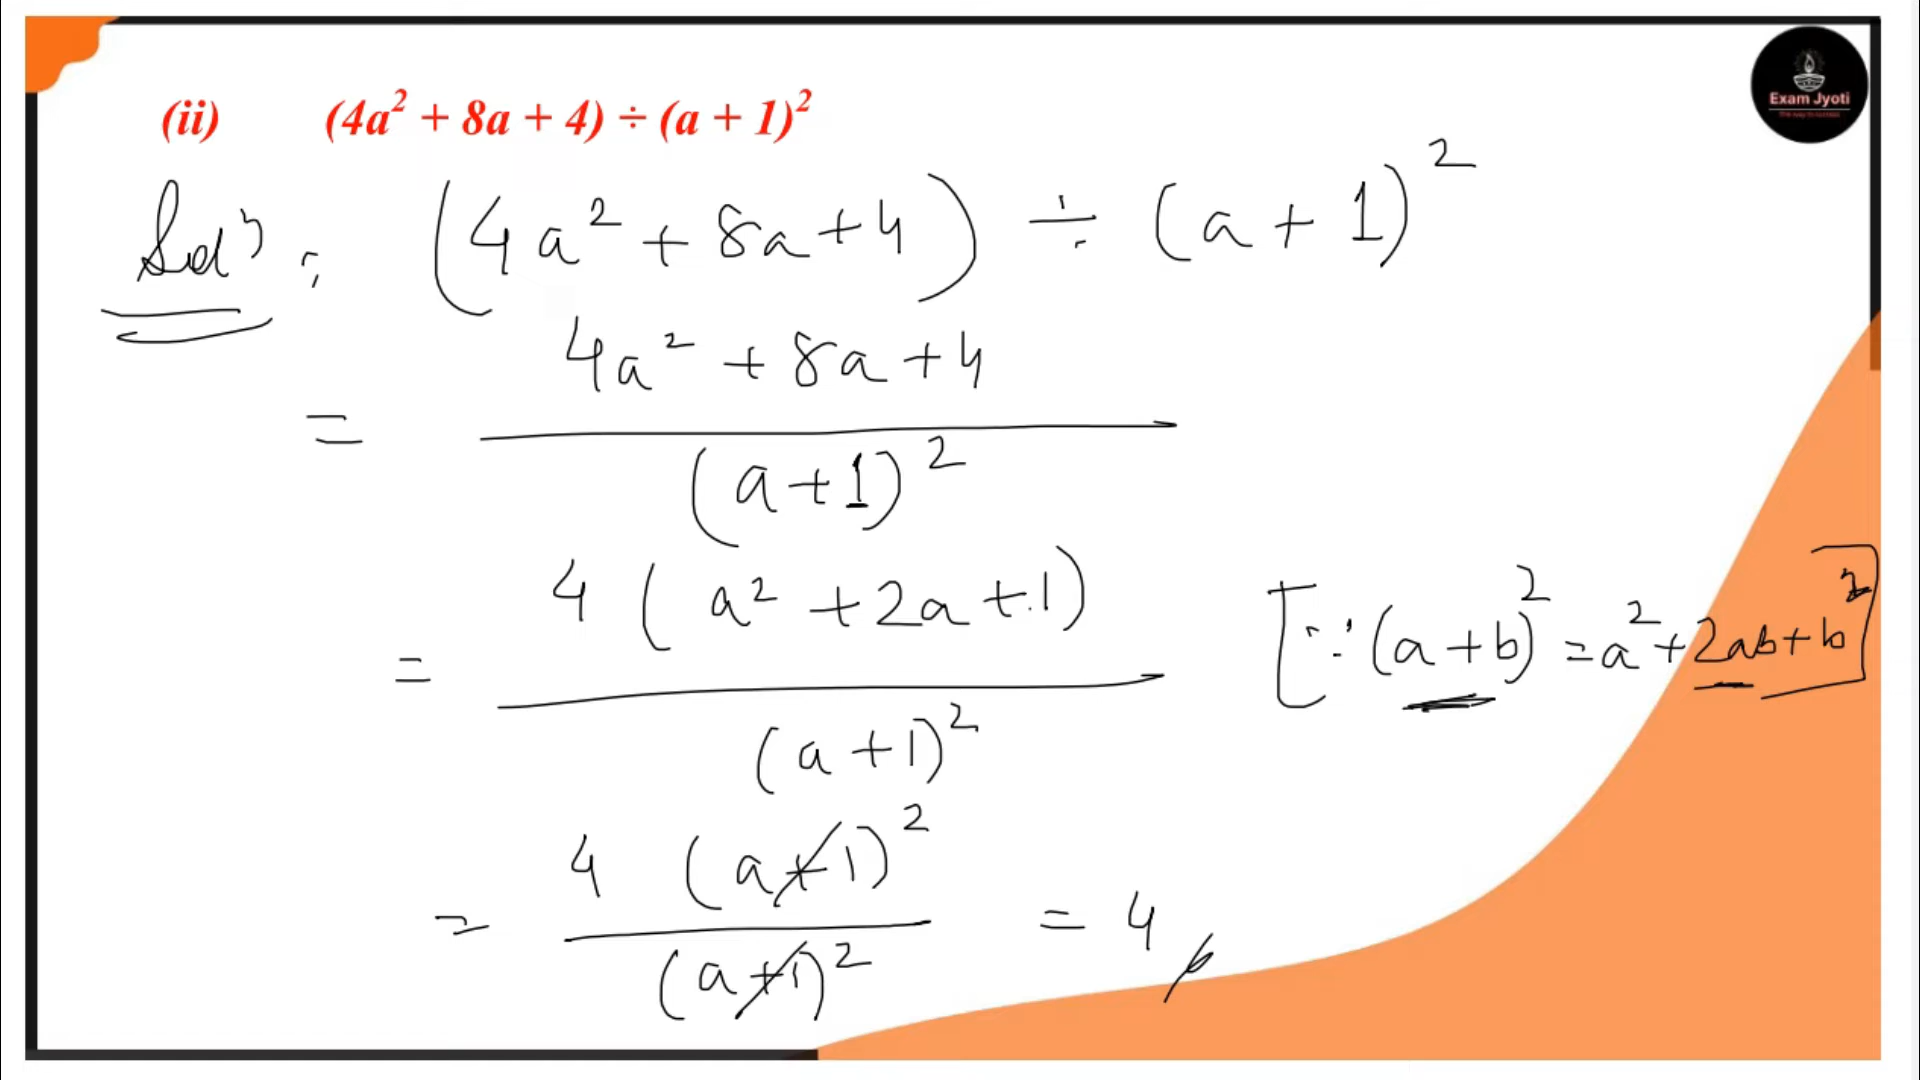 Exam Jyoti
(ii) (4a² + 8a + 4) ÷ (a + 1)²
Solⁿ : (4a² + 8a + 4) ÷ (a + 1)²
= 4a² + 8a + 4
(a + 1)²
= 4 (a² + 2a + 1)
(a + 1)²
[∵ (a + b)² = a² + 2ab + b²]
= 4 (a + 1)²
(a + 1)²
= 4